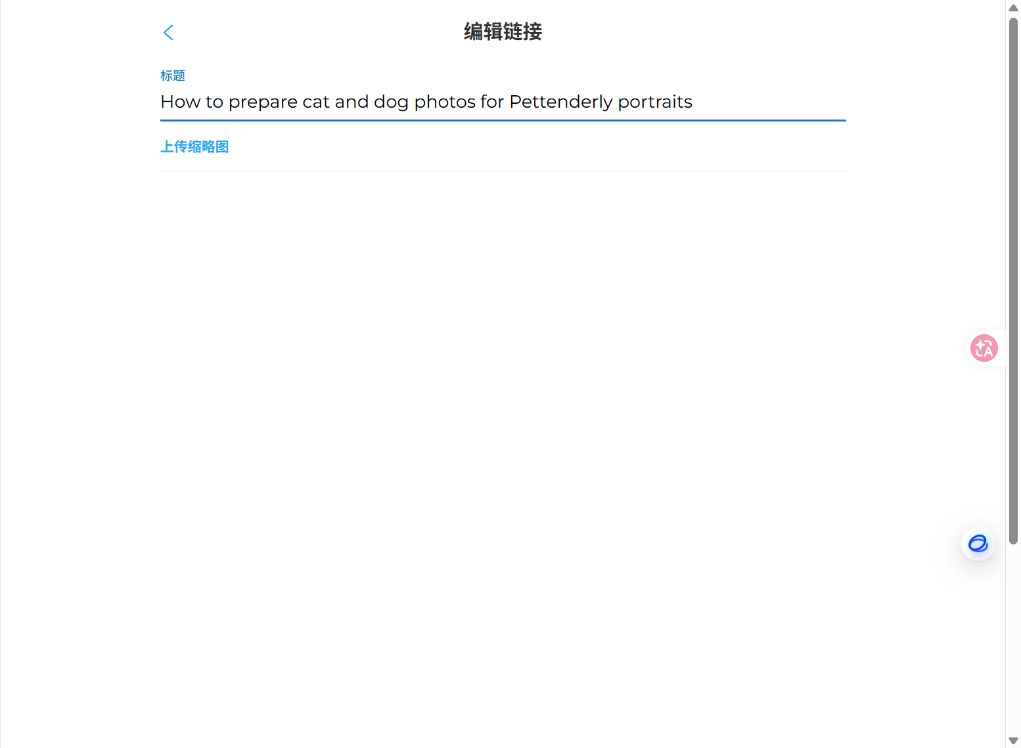 编辑链接
标题
How to prepare cat and dog photos for Pettenderly portraits
上传缩略图